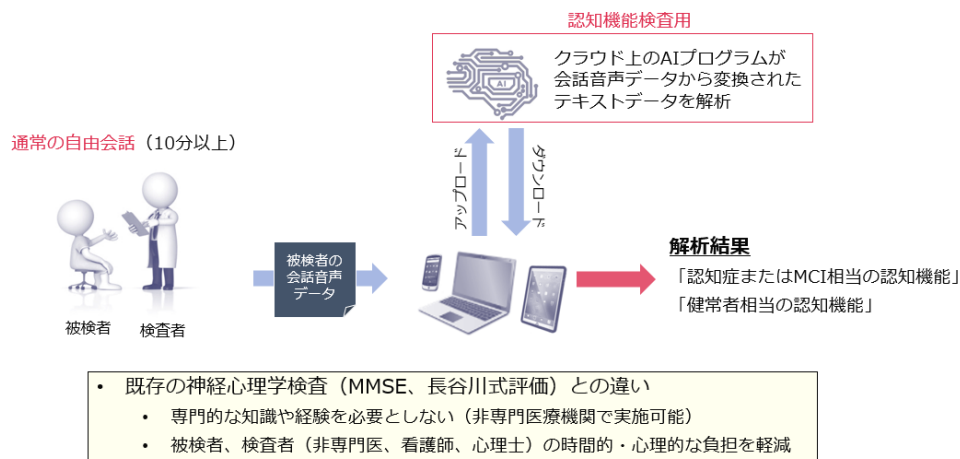 認知機能検査用
AI
クラウド上のAIプログラムが
会話音声データから変換された
テキストデータを解析
通常の自由会話（10分以上）
アップロード
ダウンロード
被検者の
会話音声
データ
被検者
検査者
解析結果
「認知症またはMCI相当の認知機能」
「健常者相当の認知機能」
• 既存の神経心理学検査（MMSE、長谷川式評価）との違い
• 専門的な知識や経験を必要としない（非専門医療機関で実施可能）
• 被検者、検査者（非専門医、看護師、心理士）の時間的・心理的な負担を軽減